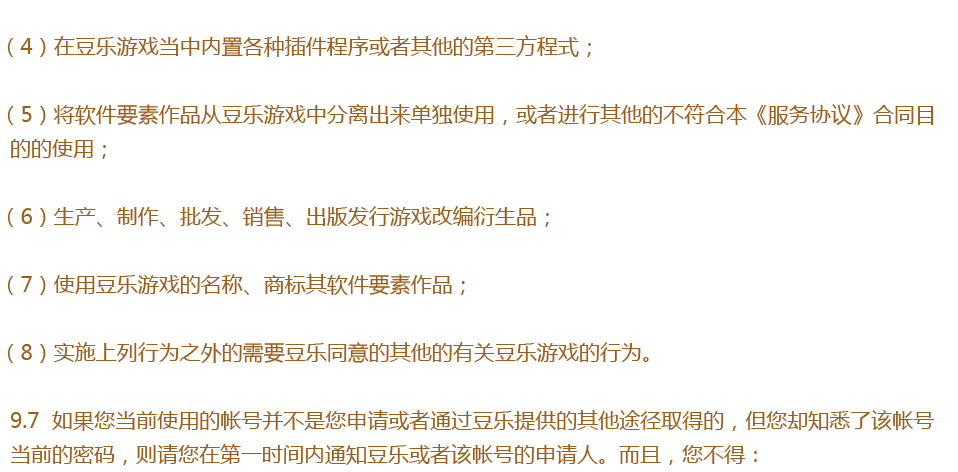 （4）在豆乐游戏当中内置各种插件程序或者其他的第三方程式；
（5）将软件要素作品从豆乐游戏中分离出来单独使用，或者进行其他的不符合本《服务协议》合同目
的的使用；
（6）生产、制作、批发、销售、出版发行游戏改编衍生品；
（7）使用豆乐游戏的名称、商标其软件要素作品；
（8）实施上列行为之外的需要豆乐同意的其他的有关豆乐游戏的行为。
9.7 如果您当前使用的帐号并不是您申请或者通过豆乐提供的其他途径取得的，但您却知悉了该帐号
当前的密码，则请您在第一时间内通知豆乐或者该帐号的申请人。而且，您不得：